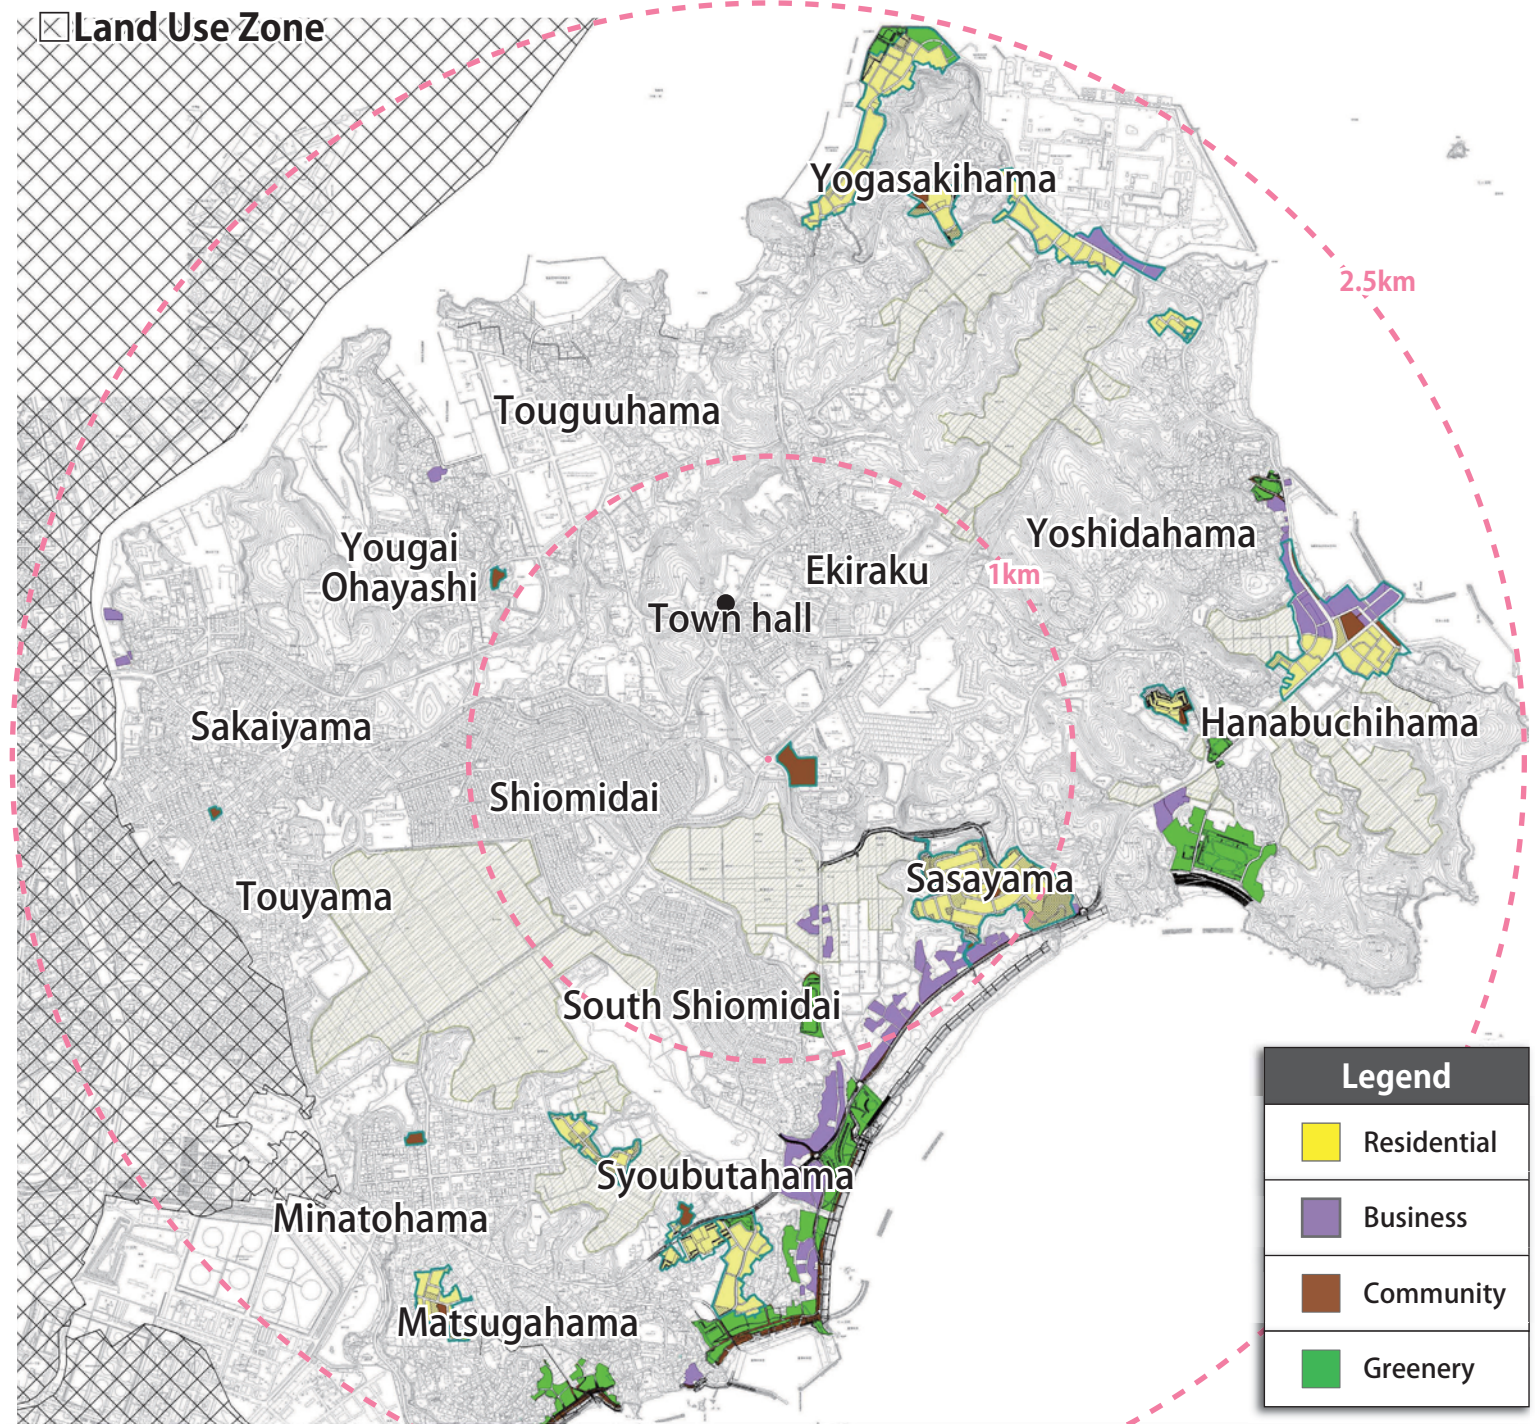 Land Use Zone
Yogasakihama
2.5km
Touguuhama
Yoshidahama
Yougai
Ohayashi
Ekiraku
1km
Town hall
Sakaiyama
Hanabuchihama
Shiomidai
Sasayama
Touyama
South Shiomidai
Syoubutahama
Minatohama
Matsugahama
Legend
Residential
Business
Community
Greenery